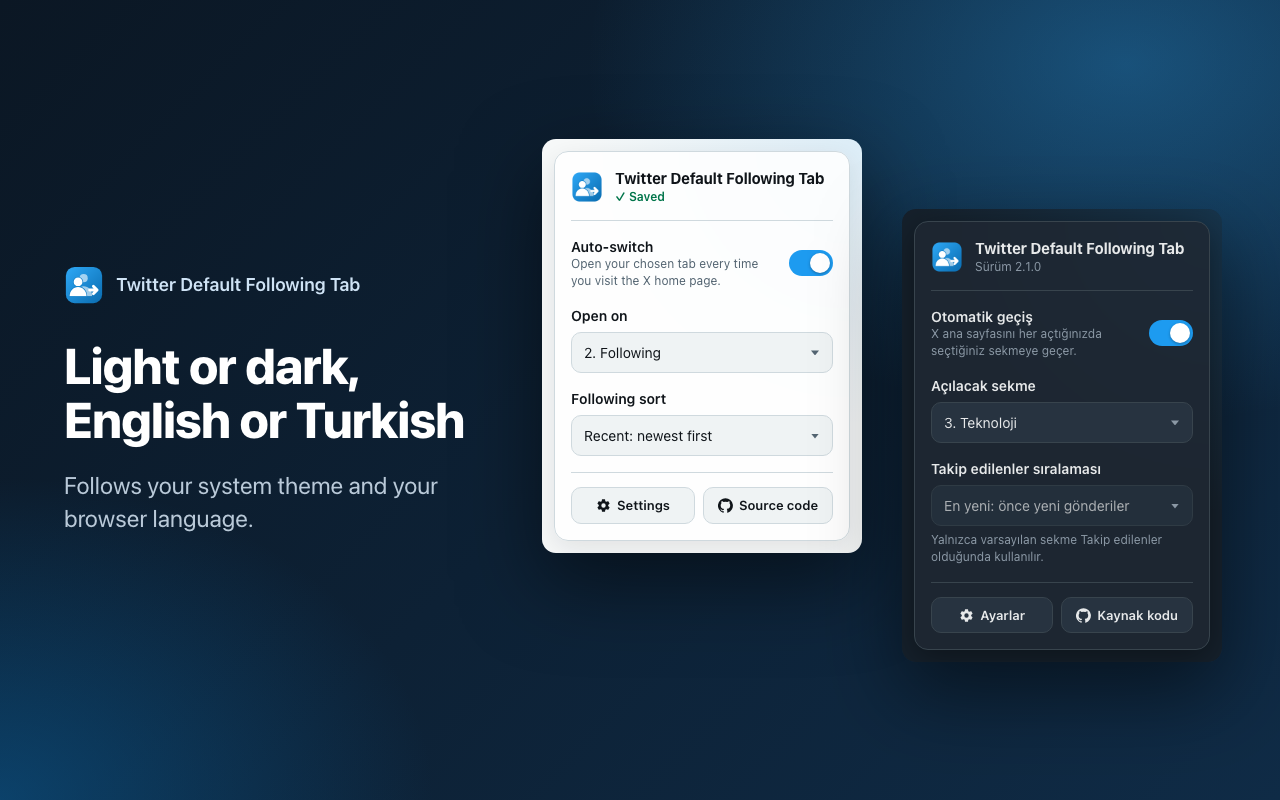 Twitter Default Following Tab
Light or dark,
English or Turkish
Follows your system theme and your
browser language.
Twitter Default Following Tab
✓ Saved
Auto-switch
Open your chosen tab every time
you visit the X home page.
Open on
2. Following
Following sort
Recent: newest first
Settings
Source code
Twitter Default Following Tab
Sürüm 2.1.0
Otomatik geçiş
X ana sayfasını her açtığınızda
seçtiğiniz sekmeye geçer.
Açılacak sekme
3. Teknoloji
Takip edilenler sıralaması
En yeni: önce yeni gönderiler
Yalnızca varsayılan sekme Takip edilenler
olduğunda kullanılır.
Ayarlar
Kaynak kodu